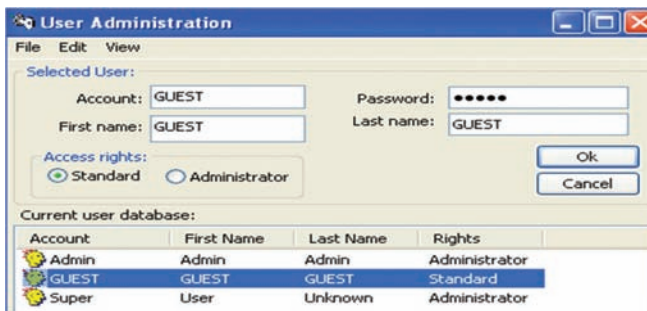 User Administration
File Edit View
Selected User:
Account: GUEST Password: •••••
First name: GUEST Last name: GUEST
Access rights:
Standard Administrator
Ok
Cancel
Current user database:
Account First Name Last Name Rights
Admin Admin Admin Administrator
GUEST GUEST GUEST Standard
Super User Unknown Administrator